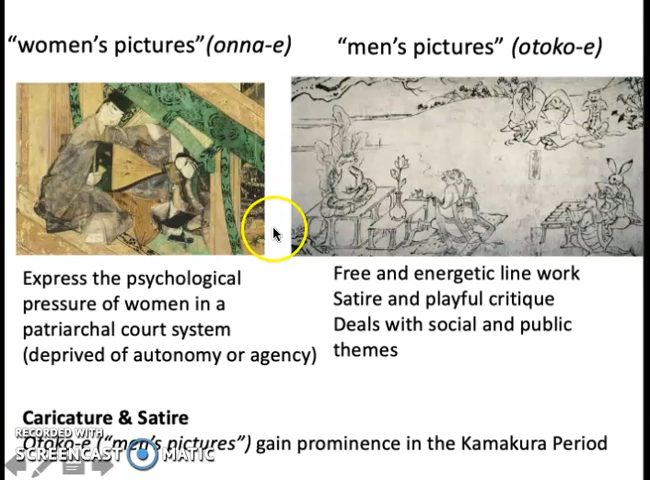 “women’s pictures”(onna-e)
“men’s pictures” (otoko-e)
Express the psychological
pressure of women in a
patriarchal court system
(deprived of autonomy or agency)
Free and energetic line work
Satire and playful critique
Deals with social and public
themes
Caricature & Satire
Otoko-e (“men’s pictures”) gain prominence in the Kamakura Period
RECORDED WITH
SCREENCAST MATIC